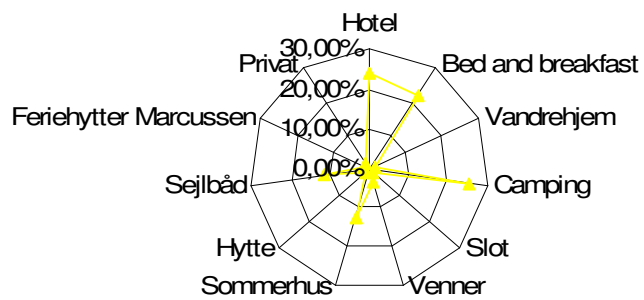 Hotel
30,00%
Privat
Bed and breakfast
20,00%
Feriehytter Marcussen
Vandrehjem
10,00%
0,00%
Sejlbåd
Camping
Hytte
Slot
Sommerhus
Venner